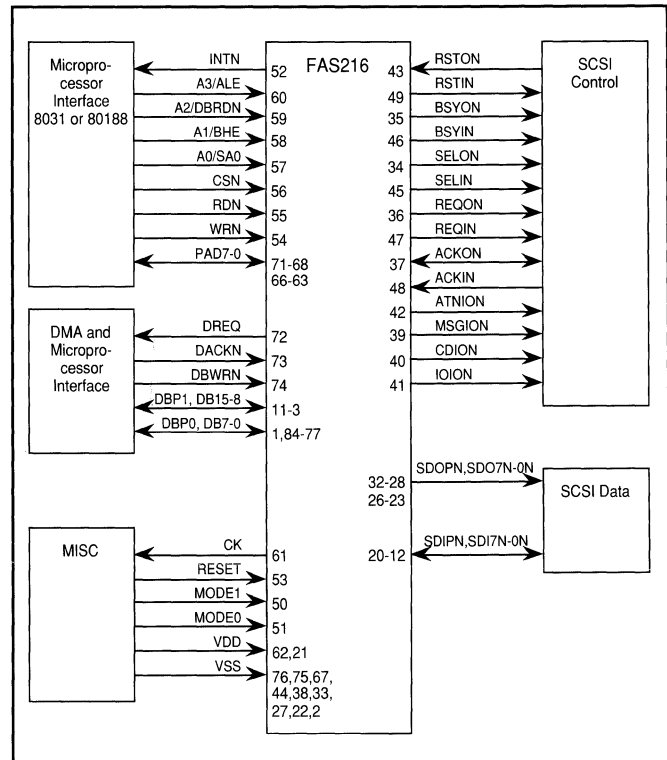 Micropro-
cessor
Interface
8031 or 80188
INTN
A3/ALE
A2/DBRDN
A1/BHE
A0/SA0
CSN
RDN
WRN
PAD7-0
52
60
59
58
57
56
55
54
71-68
66-63
DMA and
Micropro-
cessor
Interface
DREQ
DACKN
DBWRN
DBP1, DB15-8
DBP0, DB7-0
72
73
74
11-3
1,84-77
MISC
CK
RESET
MODE1
MODE0
VDD
VSS
61
53
50
51
62,21
76,75,67,
44,38,33,
27,22,2
FAS216
43
49
35
46
34
45
36
47
37
48
42
39
40
41
RSTON
RSTIN
BSYON
BSYIN
SELON
SELIN
REQON
REQIN
ACKON
ACKIN
ATNION
MSGION
CDION
IOION
SCSI
Control
32-28
26-23
SDOPN,SDO7N-0N
20-12
SDIPN,SDI7N-0N
SCSI Data